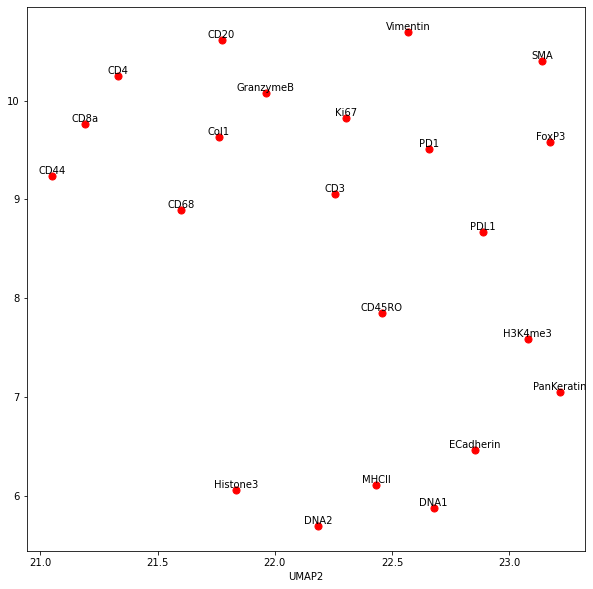 Vimentin
CD20
SMA
CD4
GranzymeB
Ki67
CD8a
Col1
PD1
FoxP3
CD44
CD3
CD68
PDL1
CD45RO
H3K4me3
PanKeratin
ECadherin
Histone3
MHCII
DNA1
DNA2
10
9
8
7
6
21.0 21.5 22.0 22.5 23.0
UMAP2